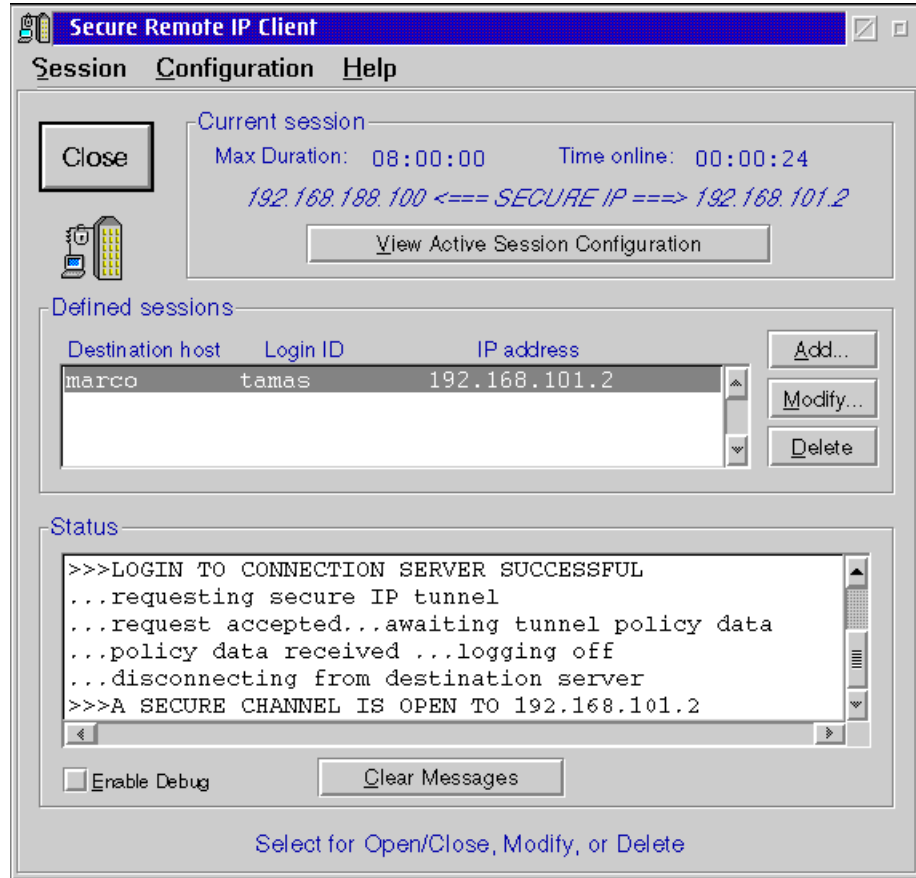 Secure Remote IP Client
Session Configuration Help
Close
Current session
Max Duration: 08:00:00 Time online: 00:00:24
192.168.188.100 <=== SECURE IP ===> 192.168.101.2
View Active Session Configuration
Defined sessions
Destination host Login ID IP address
marco tamas 192.168.101.2
Add...
Modify...
Delete
Status
>>>LOGIN TO CONNECTION SERVER SUCCESSFUL
...requesting secure IP tunnel
...request accepted...awaiting tunnel policy data
...policy data received ...logging off
...disconnecting from destination server
>>>A SECURE CHANNEL IS OPEN TO 192.168.101.2
Enable Debug
Clear Messages
Select for Open/Close, Modify, or Delete